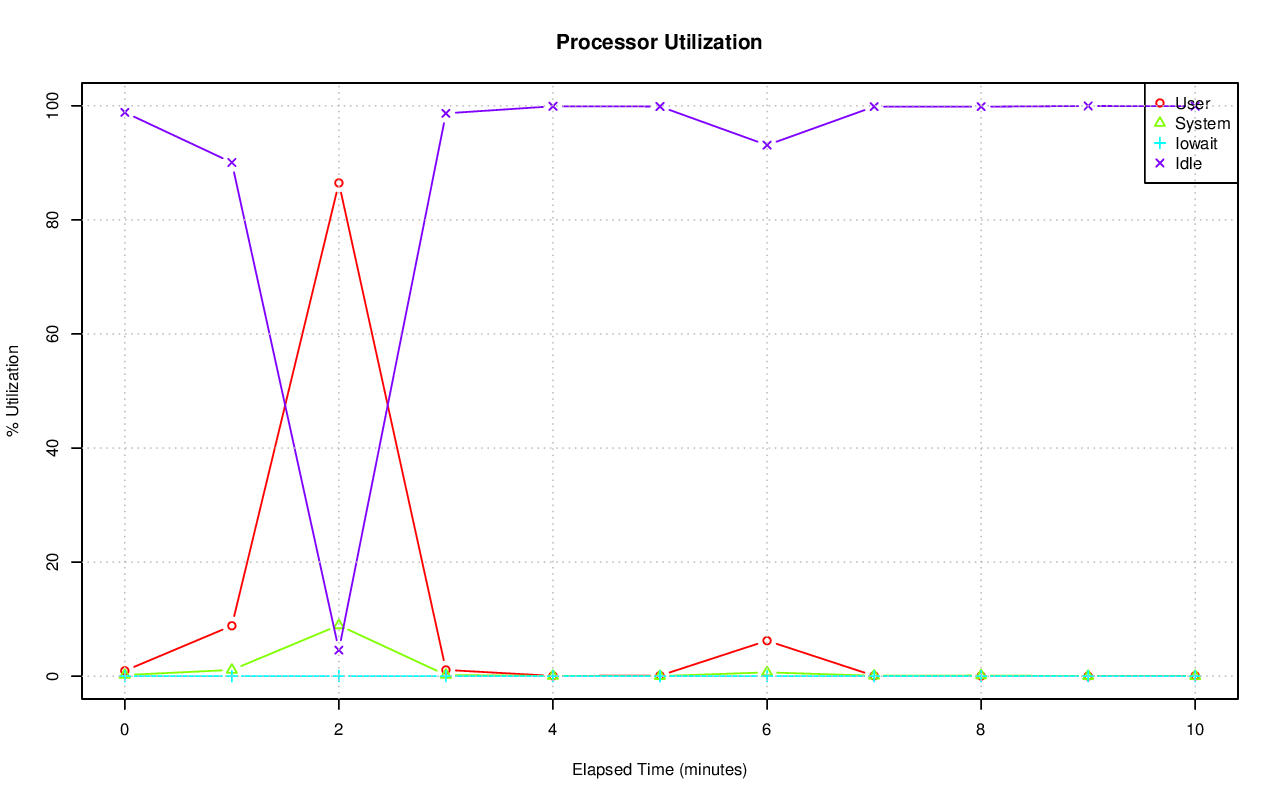 Processor Utilization
% Utilization
100
80
60
40
20
0
User
System
Iowait
Idle
0 2 4 6 8 10
Elapsed Time (minutes)